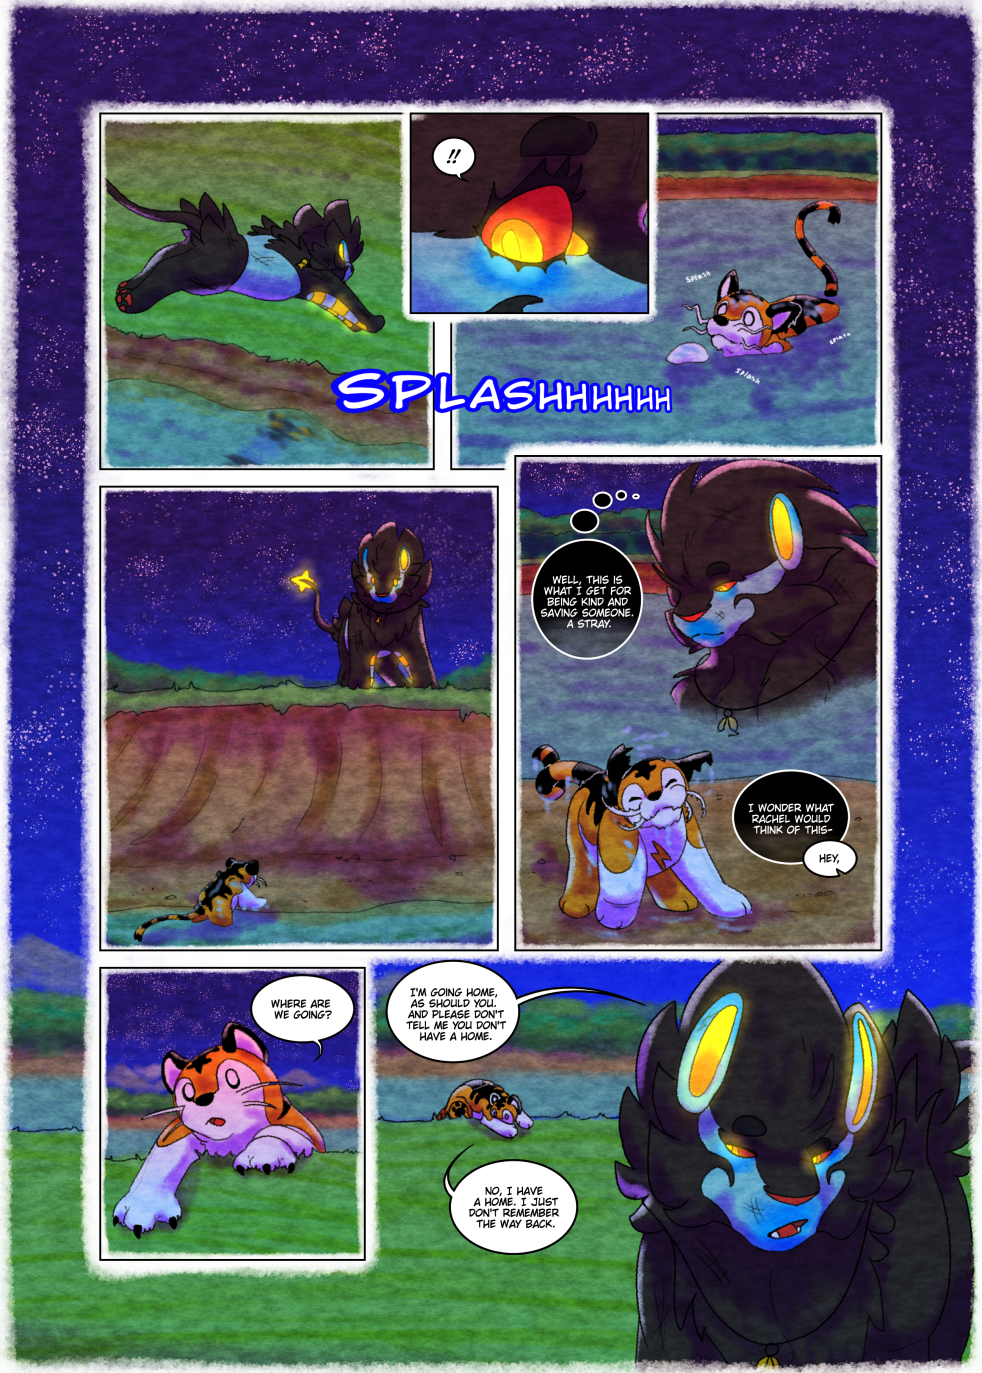 !!
SPLASH
SPLASH
SPLASH
SPLASHHHHHHH
WELL, THIS IS
WHAT I GET FOR
BEING KIND AND
SAVING SOMEONE.
A STRAY.
I WONDER WHAT
RACHEL WOULD
THINK OF THIS-
HEY,
WHERE ARE
WE GOING?
I'M GOING HOME,
AS SHOULD YOU.
AND PLEASE DON'T
TELL ME YOU DON'T
HAVE A HOME.
NO, I HAVE
A HOME. I JUST
DON'T REMEMBER
THE WAY BACK.